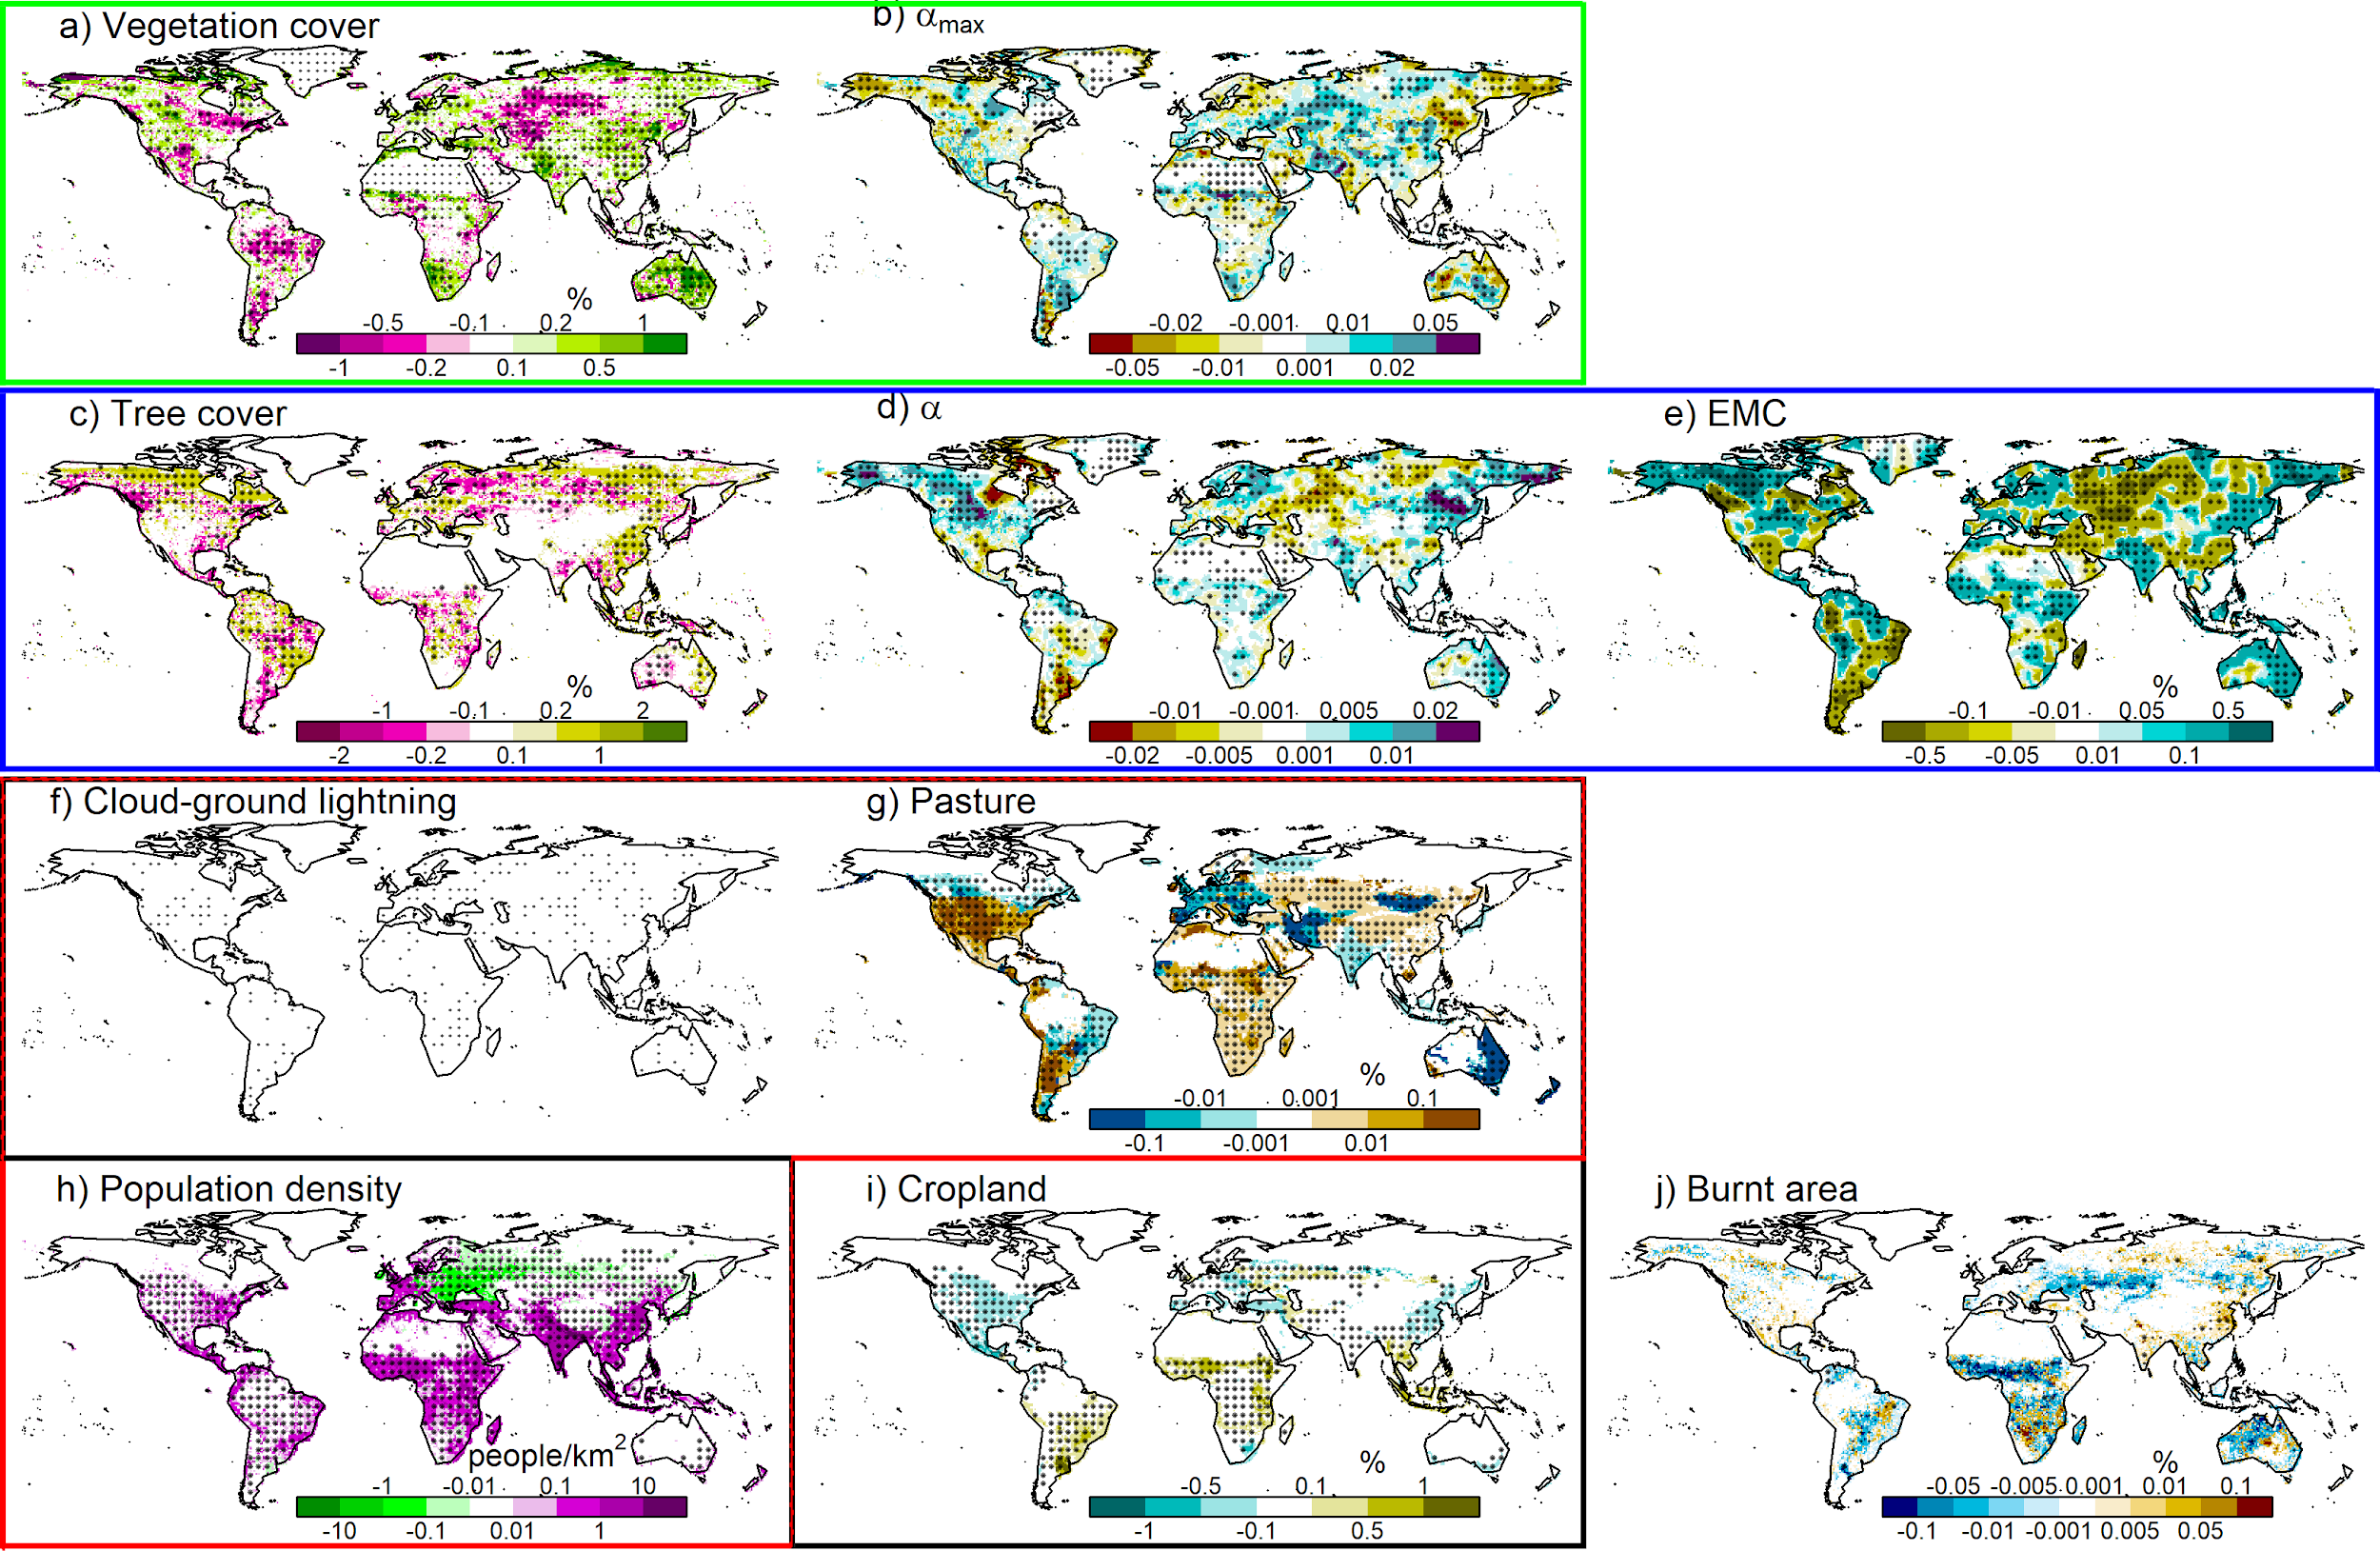 a) Vegetation cover
b) αmax
%
-0.5 -0.1 0.2 1
-1 -0.2 0.1 0.5
-0.02 -0.001 0.01 0.05
-0.05 -0.01 0.001 0.02
c) Tree cover
d) α
e) EMC
%
-1 -0.1 0.2 2
-2 -0.2 0.1 1
-0.01 -0.001 0.005 0.02
-0.02 -0.005 0.001 0.01
%
-0.1 -0.01 0.05 0.5
-0.5 -0.05 0.01 0.1
f) Cloud-ground lightning
g) Pasture
%
-0.01 0.001 0.1
-0.1 -0.001 0.01
h) Population density
i) Cropland
j) Burnt area
people/km²
-1 -0.01 0.1 10
-10 -0.1 0.01 1
%
-0.5 0.1 1
-1 -0.1 0.5
%
-0.05 -0.005 0.001 0.01 0.1
-0.1 -0.01 -0.001 0.005 0.05